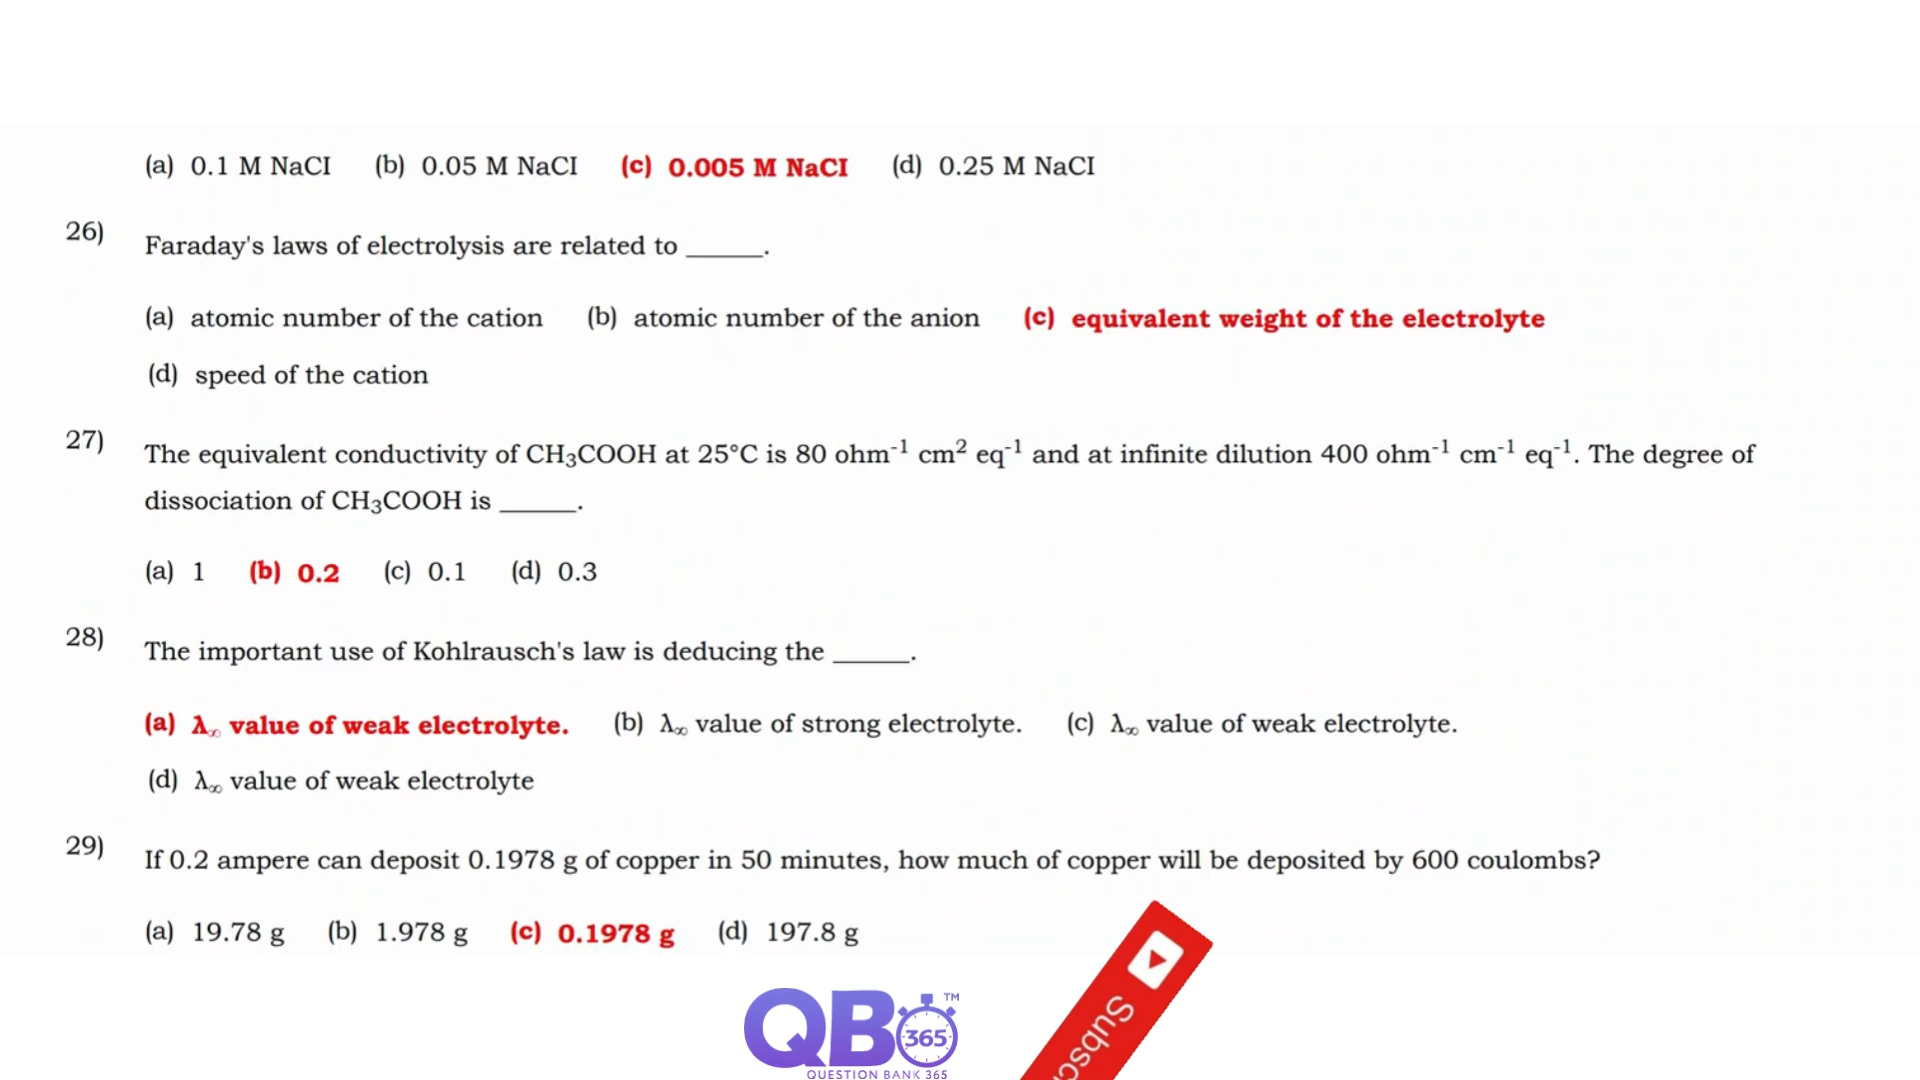 (a) 0.1 M NaCI (b) 0.05 M NaCI (c) 0.005 M NaCI (d) 0.25 M NaCI
26) Faraday's laws of electrolysis are related to ______.
(a) atomic number of the cation (b) atomic number of the anion (c) equivalent weight of the electrolyte
(d) speed of the cation
27) The equivalent conductivity of CH₃COOH at 25°C is 80 ohm⁻¹ cm² eq⁻¹ and at infinite dilution 400 ohm⁻¹ cm⁻¹ eq⁻¹. The degree of
dissociation of CH₃COOH is ______.
(a) 1 (b) 0.2 (c) 0.1 (d) 0.3
28) The important use of Kohlrausch's law is deducing the ______.
(a) λ∞ value of weak electrolyte. (b) λ∞ value of strong electrolyte. (c) λ∞ value of weak electrolyte.
(d) λ∞ value of weak electrolyte
29) If 0.2 ampere can deposit 0.1978 g of copper in 50 minutes, how much of copper will be deposited by 600 coulombs?
(a) 19.78 g (b) 1.978 g (c) 0.1978 g (d) 197.8 g
QB 365 ™
QUESTION BANK 365
Subsc